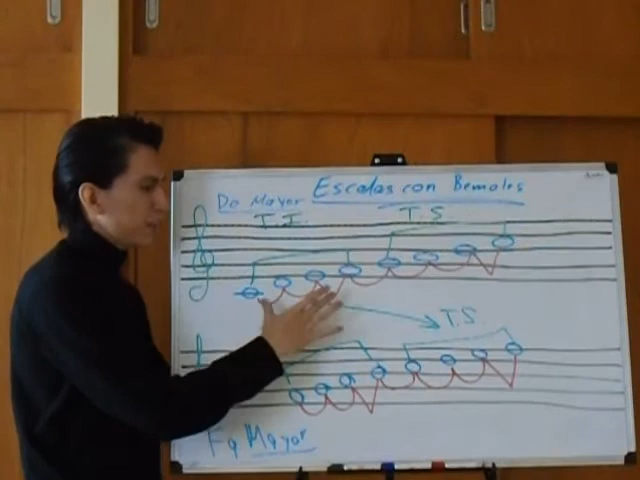 Escalas con Bemoles
Do Mayor
T.I. T.S.
T.S.
Fa Mayor